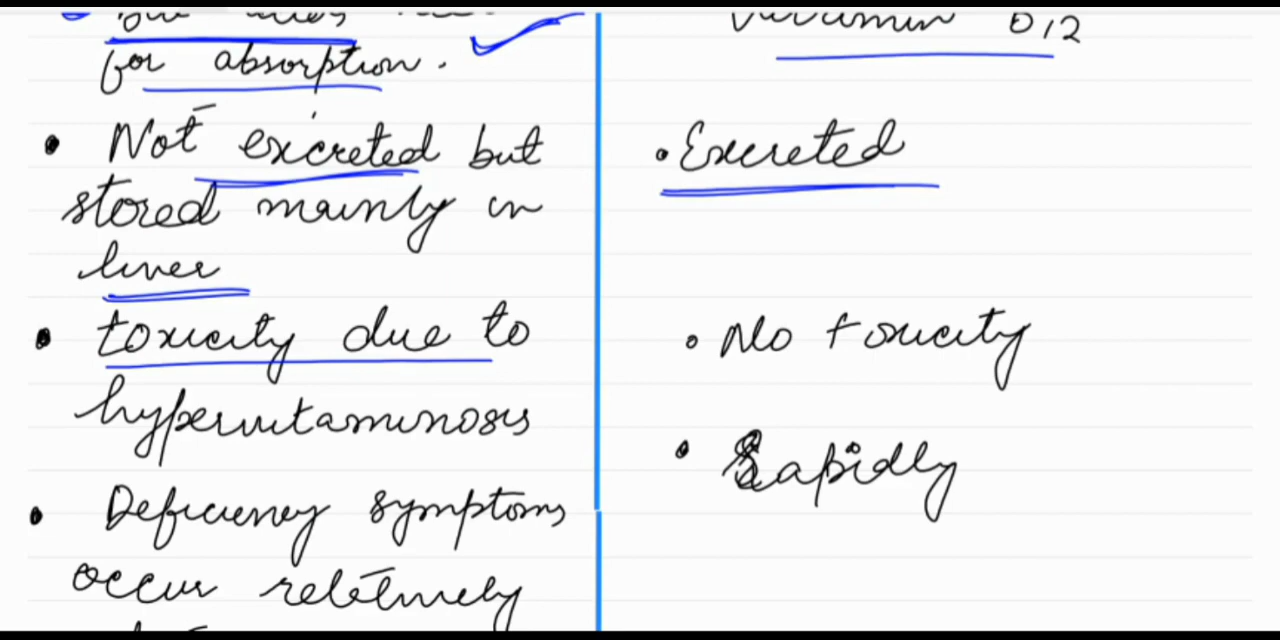 for absorption.
• Not excreted but
stored mainly in
liver
• toxicity due to
hypervitaminosis
• Deficiency symptoms
occur relatively
vitamin B12
• Excreted
• No toxicity
• Rapidly